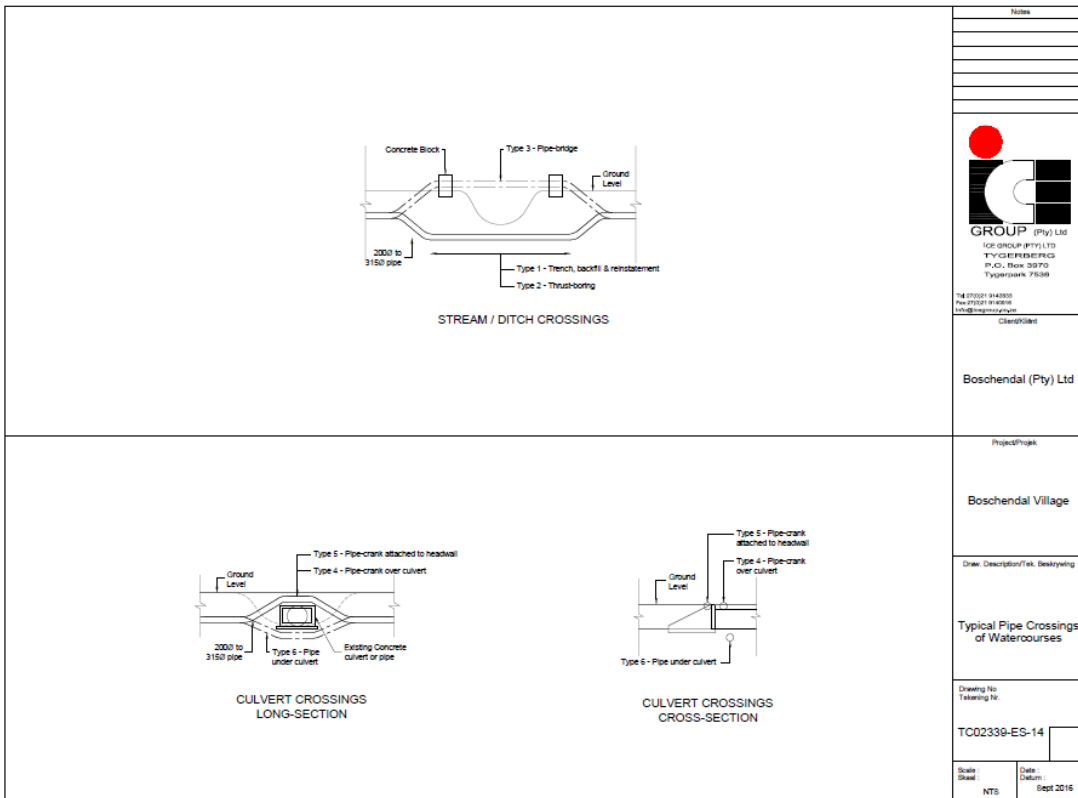 Concrete Block
Type 3 - Pipe-bridge
Ground
Level
200Ø to
315Ø pipe
Type 1 - Trench, backfill & reinstatement
Type 2 - Thrust-boring
STREAM / DITCH CROSSINGS
Type 5 - Pipe-crank attached to headwall
Type 4 - Pipe-crank over culvert
Ground
Level
200Ø to
315Ø pipe
Type 6 - Pipe
under culvert
Existing Concrete
culvert or pipe
CULVERT CROSSINGS
LONG-SECTION
Type 5 - Pipe-crank
attached to headwall
Type 4 - Pipe-crank
over culvert
Ground
Level
Type 6 - Pipe under culvert
CULVERT CROSSINGS
CROSS-SECTION
Notes
GROUP (Pty) Ltd
ICE GROUP (PTY) LTD
TYGERBERG
P.O. Box 3970
Tygerpark 7536
Client/Kliënt
Boschendal (Pty) Ltd
Project/Projek
Boschendal Village
Draw. Description/Tek. Beskrywing
Typical Pipe Crossings
of Watercourses
Drawing No
Tekening Nr.
TC02339-ES-14
Scale :
Skaal :
NTS
Date :
Datum :
Sept 2016